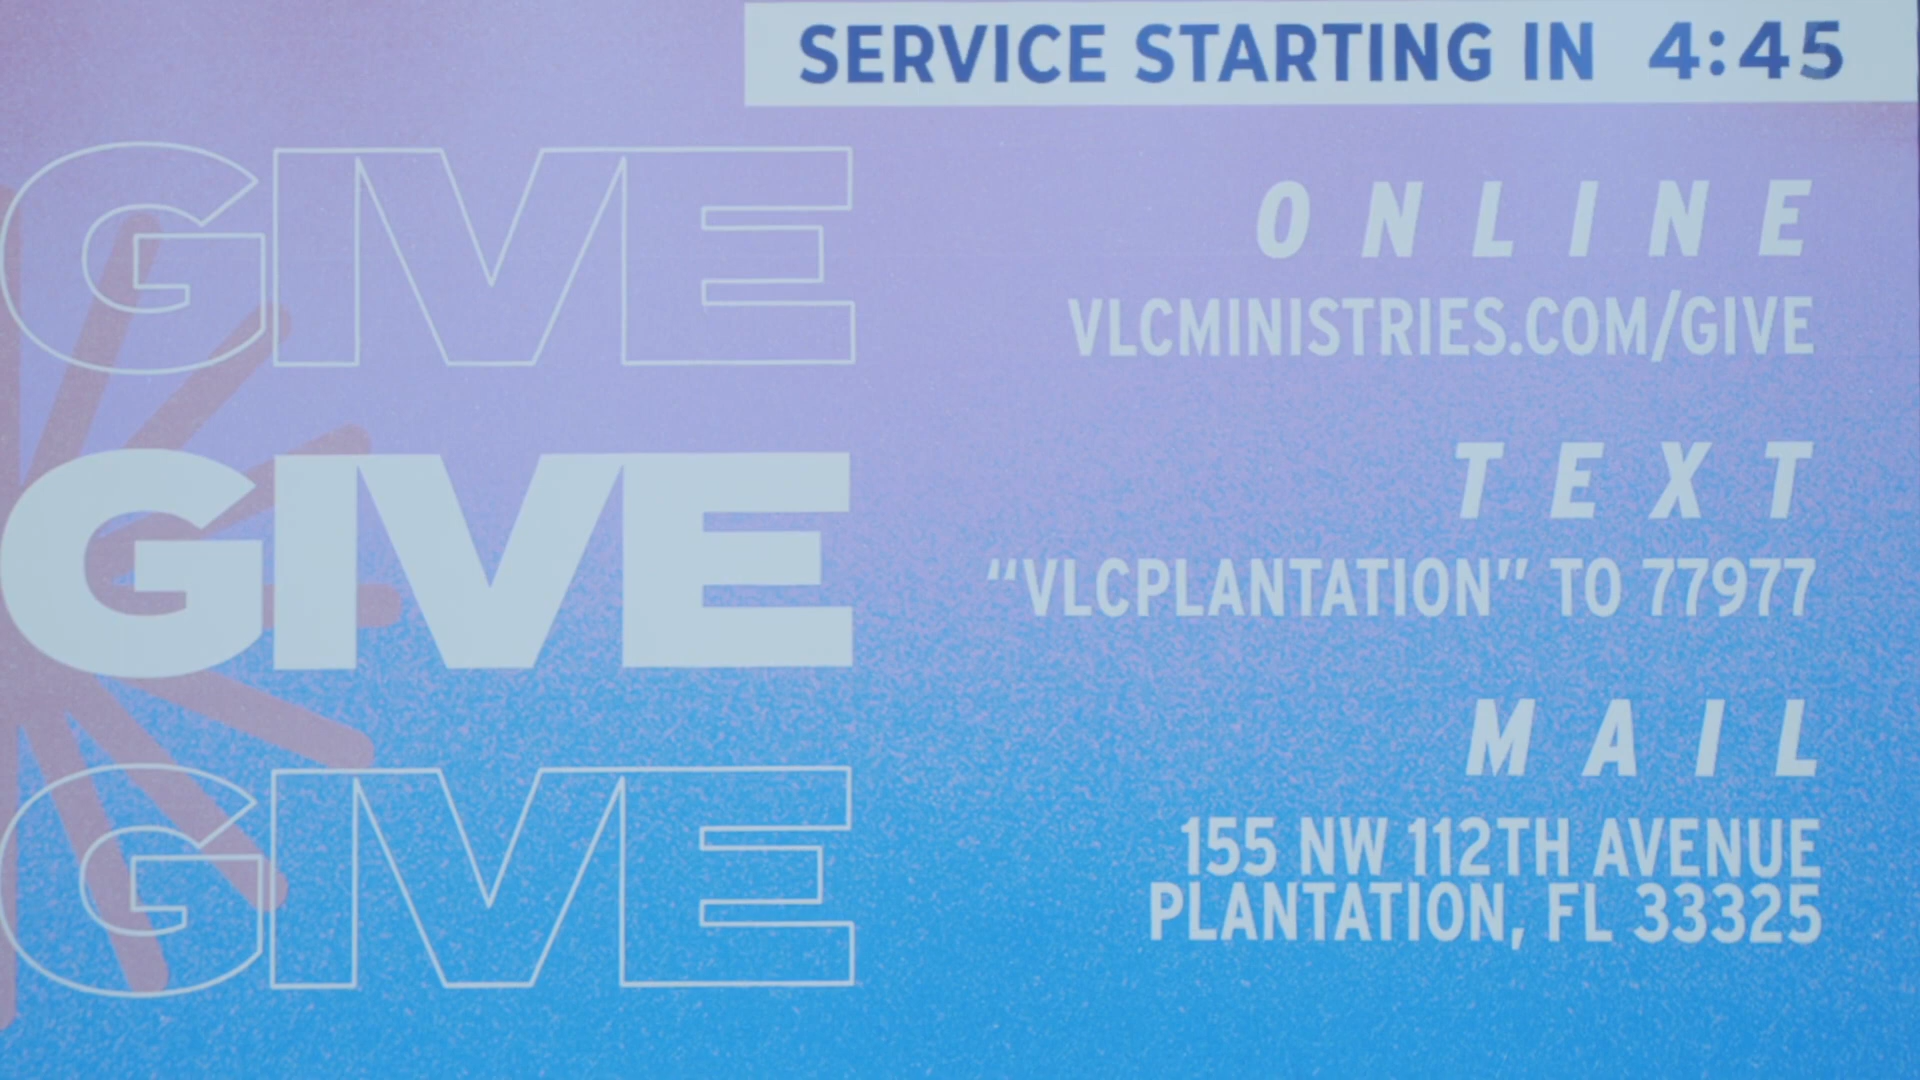 SERVICE STARTING IN 4:45
GIVE
GIVE
GIVE
ONLINE
VLCMINISTRIES.COM/GIVE
TEXT
“VLCPLANTATION” TO 77977
MAIL
155 NW 112TH AVENUE
PLANTATION, FL 33325